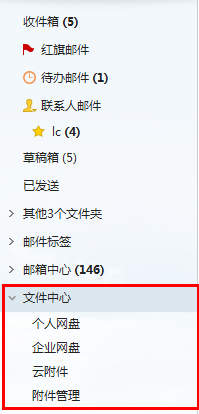 收件箱 (5)
红旗邮件
待办邮件 (1)
联系人邮件
lc (4)
草稿箱 (5)
已发送
其他3个文件夹
邮件标签
邮箱中心 (146)
文件中心
个人网盘
企业网盘
云附件
附件管理